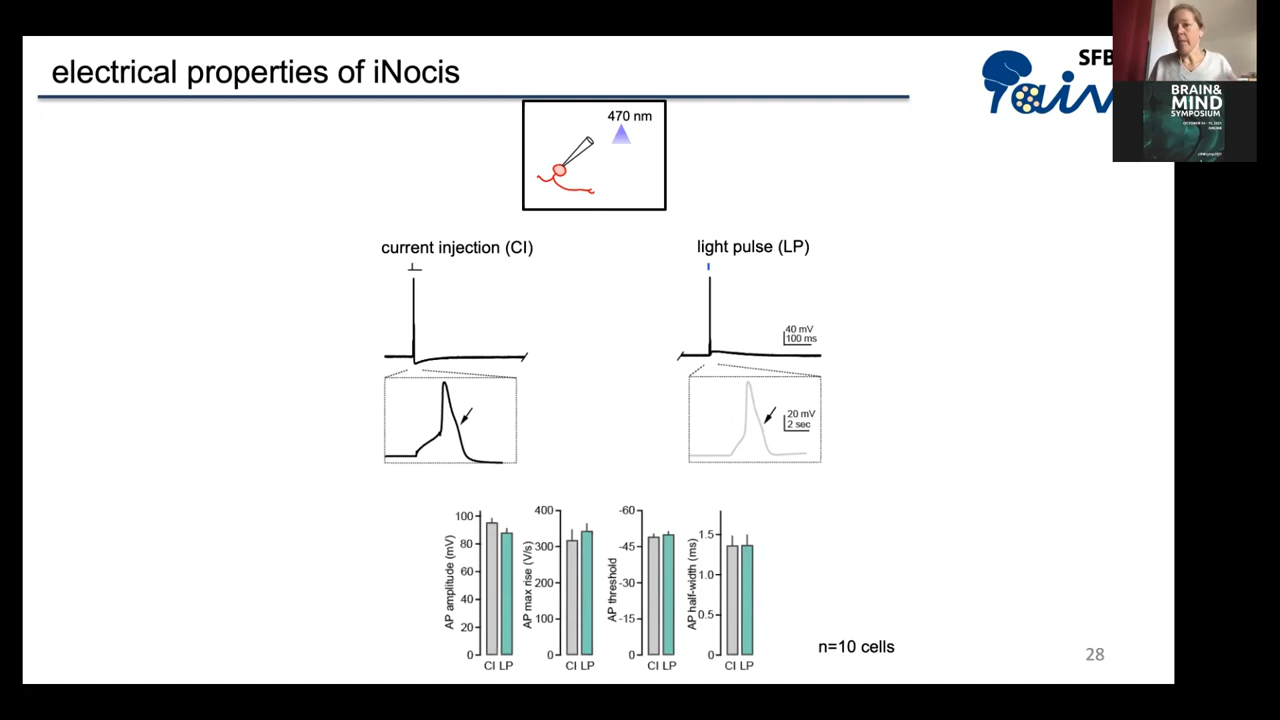 electrical properties of iNocis
SFB
BRAIN&
MIND
SYMPOSIUM
ONLINE
470 nm
current injection (CI)
light pulse (LP)
40 mV
100 ms
20 mV
2 sec
AP amplitude (mV)
100
80
60
40
20
0
CI LP
AP max rise (V/s)
400
300
200
100
0
CI LP
AP threshold
-60
-45
-30
-15
0
CI LP
AP half-width (ms)
1.5
1.0
0.5
0
CI LP
n=10 cells
28